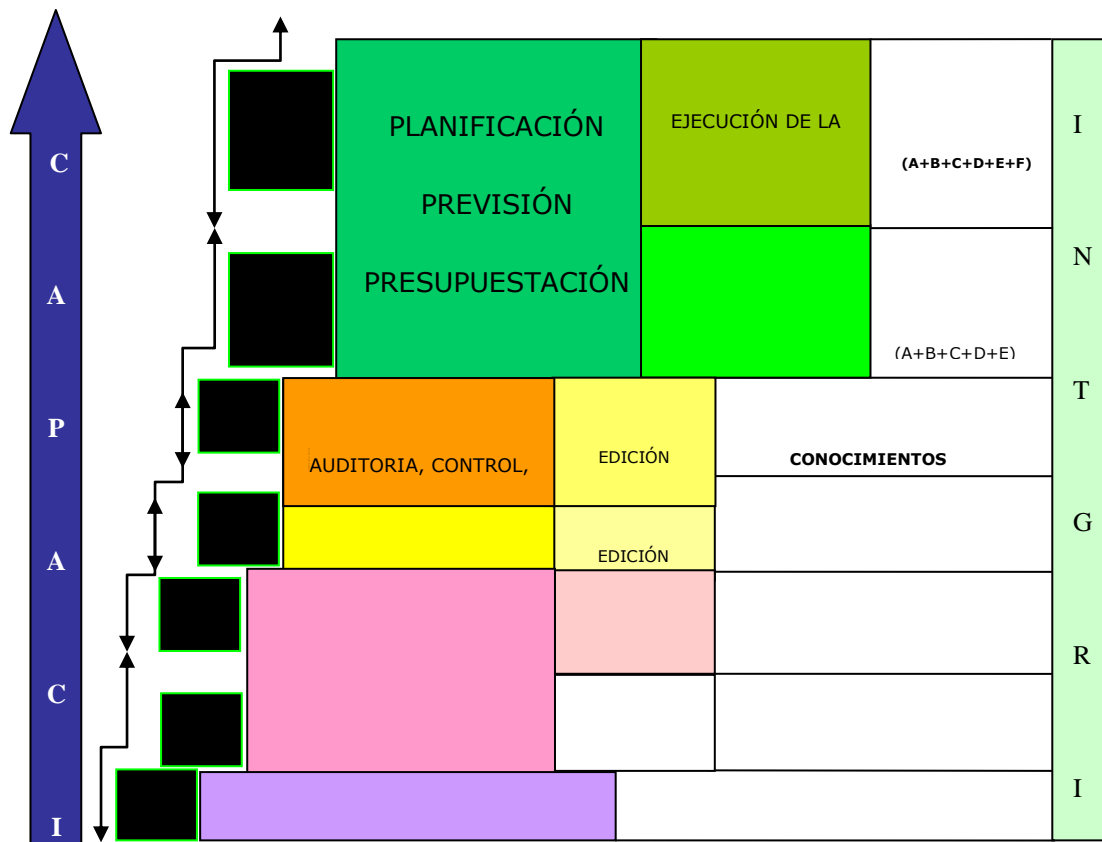 C
A
P
A
C
I
PLANIFICACIÓN
PREVISIÓN
PRESUPUESTACIÓN
EJECUCIÓN DE LA
(A+B+C+D+E+F)
(A+B+C+D+E)
AUDITORIA, CONTROL,
EDICIÓN
CONOCIMIENTOS
EDICIÓN
I
N
T
G
R
I